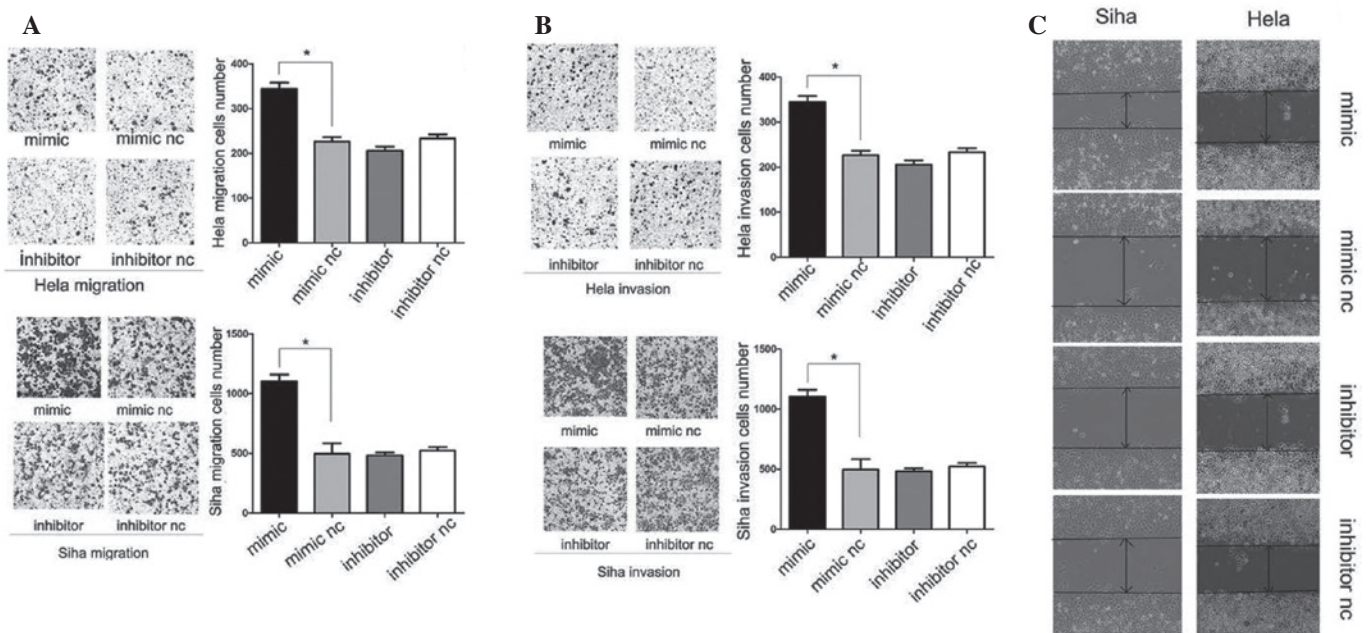 A
mimic
mimic nc
inhibitor
inhibitor nc
Hela migration
Hela migration cells number
400
300
200
100
0
*
mimic
mimic nc
inhibitor
inhibitor nc
mimic
mimic nc
inhibitor
inhibitor nc
Siha migration
Siha migration cells number
1500
1000
500
0
*
mimic
mimic nc
inhibitor
inhibitor nc
B
mimic
mimic nc
inhibitor
inhibitor nc
Hela invasion
Hela invasion cells number
400
300
200
100
0
*
mimic
mimic nc
inhibitor
inhibitor nc
mimic
mimic nc
inhibitor
inhibitor nc
Siha invasion
Siha invasion cells number
1500
1000
500
0
*
mimic
mimic nc
inhibitor
inhibitor nc
C
Siha
Hela
mimic
mimic nc
inhibitor
inhibitor nc